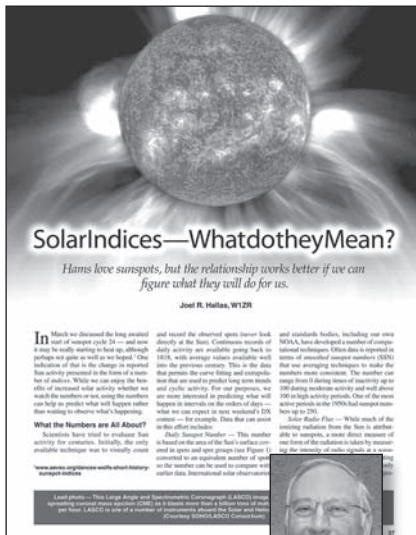 SolarIndices—WhatdotheyMean?
Hams love sunspots, but the relationship works better if we can
figure what they will do for us.
Joel R. Hallas, W1ZR
In March we discussed the long awaited
start of sunspot cycle 24 — and now
it may be really starting to heat up, although
perhaps not quite as well as we hoped.¹ One
indication of that is the change in reported
Sun activity presented in the form of a num-
ber of indices. While we can enjoy the bene-
fits of increased solar activity whether we
watch the numbers or not, using the numbers
can help us predict what will happen rather
than waiting to observe what's happening.
What the Numbers are All About?
Scientists have tried to evaluate Sun
activity for centuries. Initially, the only
available technique was to visually count
and record the observed spots (never look
directly at the Sun). Continuous records of
daily activity are available going back to
1818, with average values available well
into the previous century. This is the data
that permits the curve fitting and extrapola-
tion that are used to predict long term trends
and cyclic activity. For our purposes, we
are more interested in predicting what will
happen in intervals on the orders of days —
what we can expect in next weekend's DX
contest — for example. Data that can assist
in this effort includes:
Daily Sunspot Number — This number
is based on the area of the Sun's surface cov-
ered in spots and spot groups (see Figure 1)
converted to an equivalent number of spots
so the number can be used to compare with
earlier data. International solar observatories
and standards bodies, including our own
NOAA, have developed a number of compu-
tational techniques. Often data is reported in
terms of smoothed sunspot numbers (SSN)
that use averaging techniques to make the
numbers more consistent. The number can
range from 0 during times of inactivity up to
100 during moderate activity and well above
100 in high activity periods. One of the most
active periods in the 1950s had sunspot num-
bers up to 250.
Solar Radio Flux — While much of the
ionizing radiation from the Sun is attribut-
able to sunspots, a more direct measure of
one form of the radiation is taken by measur-
ing the intensity of radio signals at a
only
Lead photo — This Large Angle and Spectrometric Coronagraph (LASCO) image
spreading coronal mass ejection (CME) as it blasts more than a billion tons of
per hour. LASCO is one of a number of instruments aboard the Solar and
(Courtesy SOHO/LASCO Consortium)